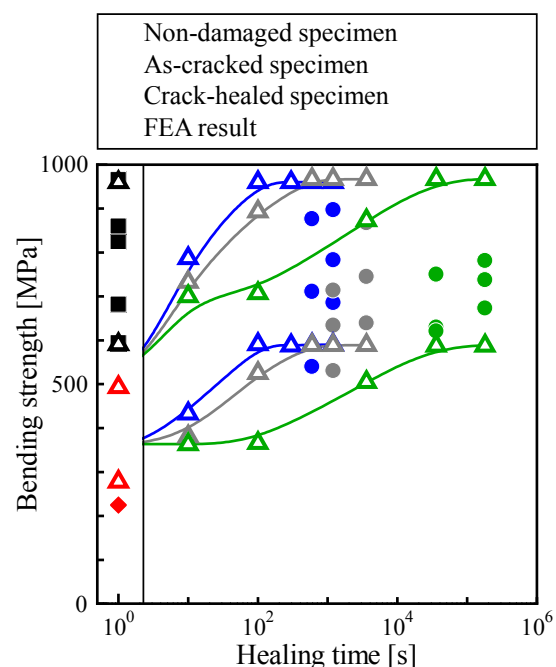 Non-damaged specimen
As-cracked specimen
Crack-healed specimen
FEA result
1000
500
0
Bending strength [MPa]
10^0 10^2 10^4 10^6
Healing time [s]